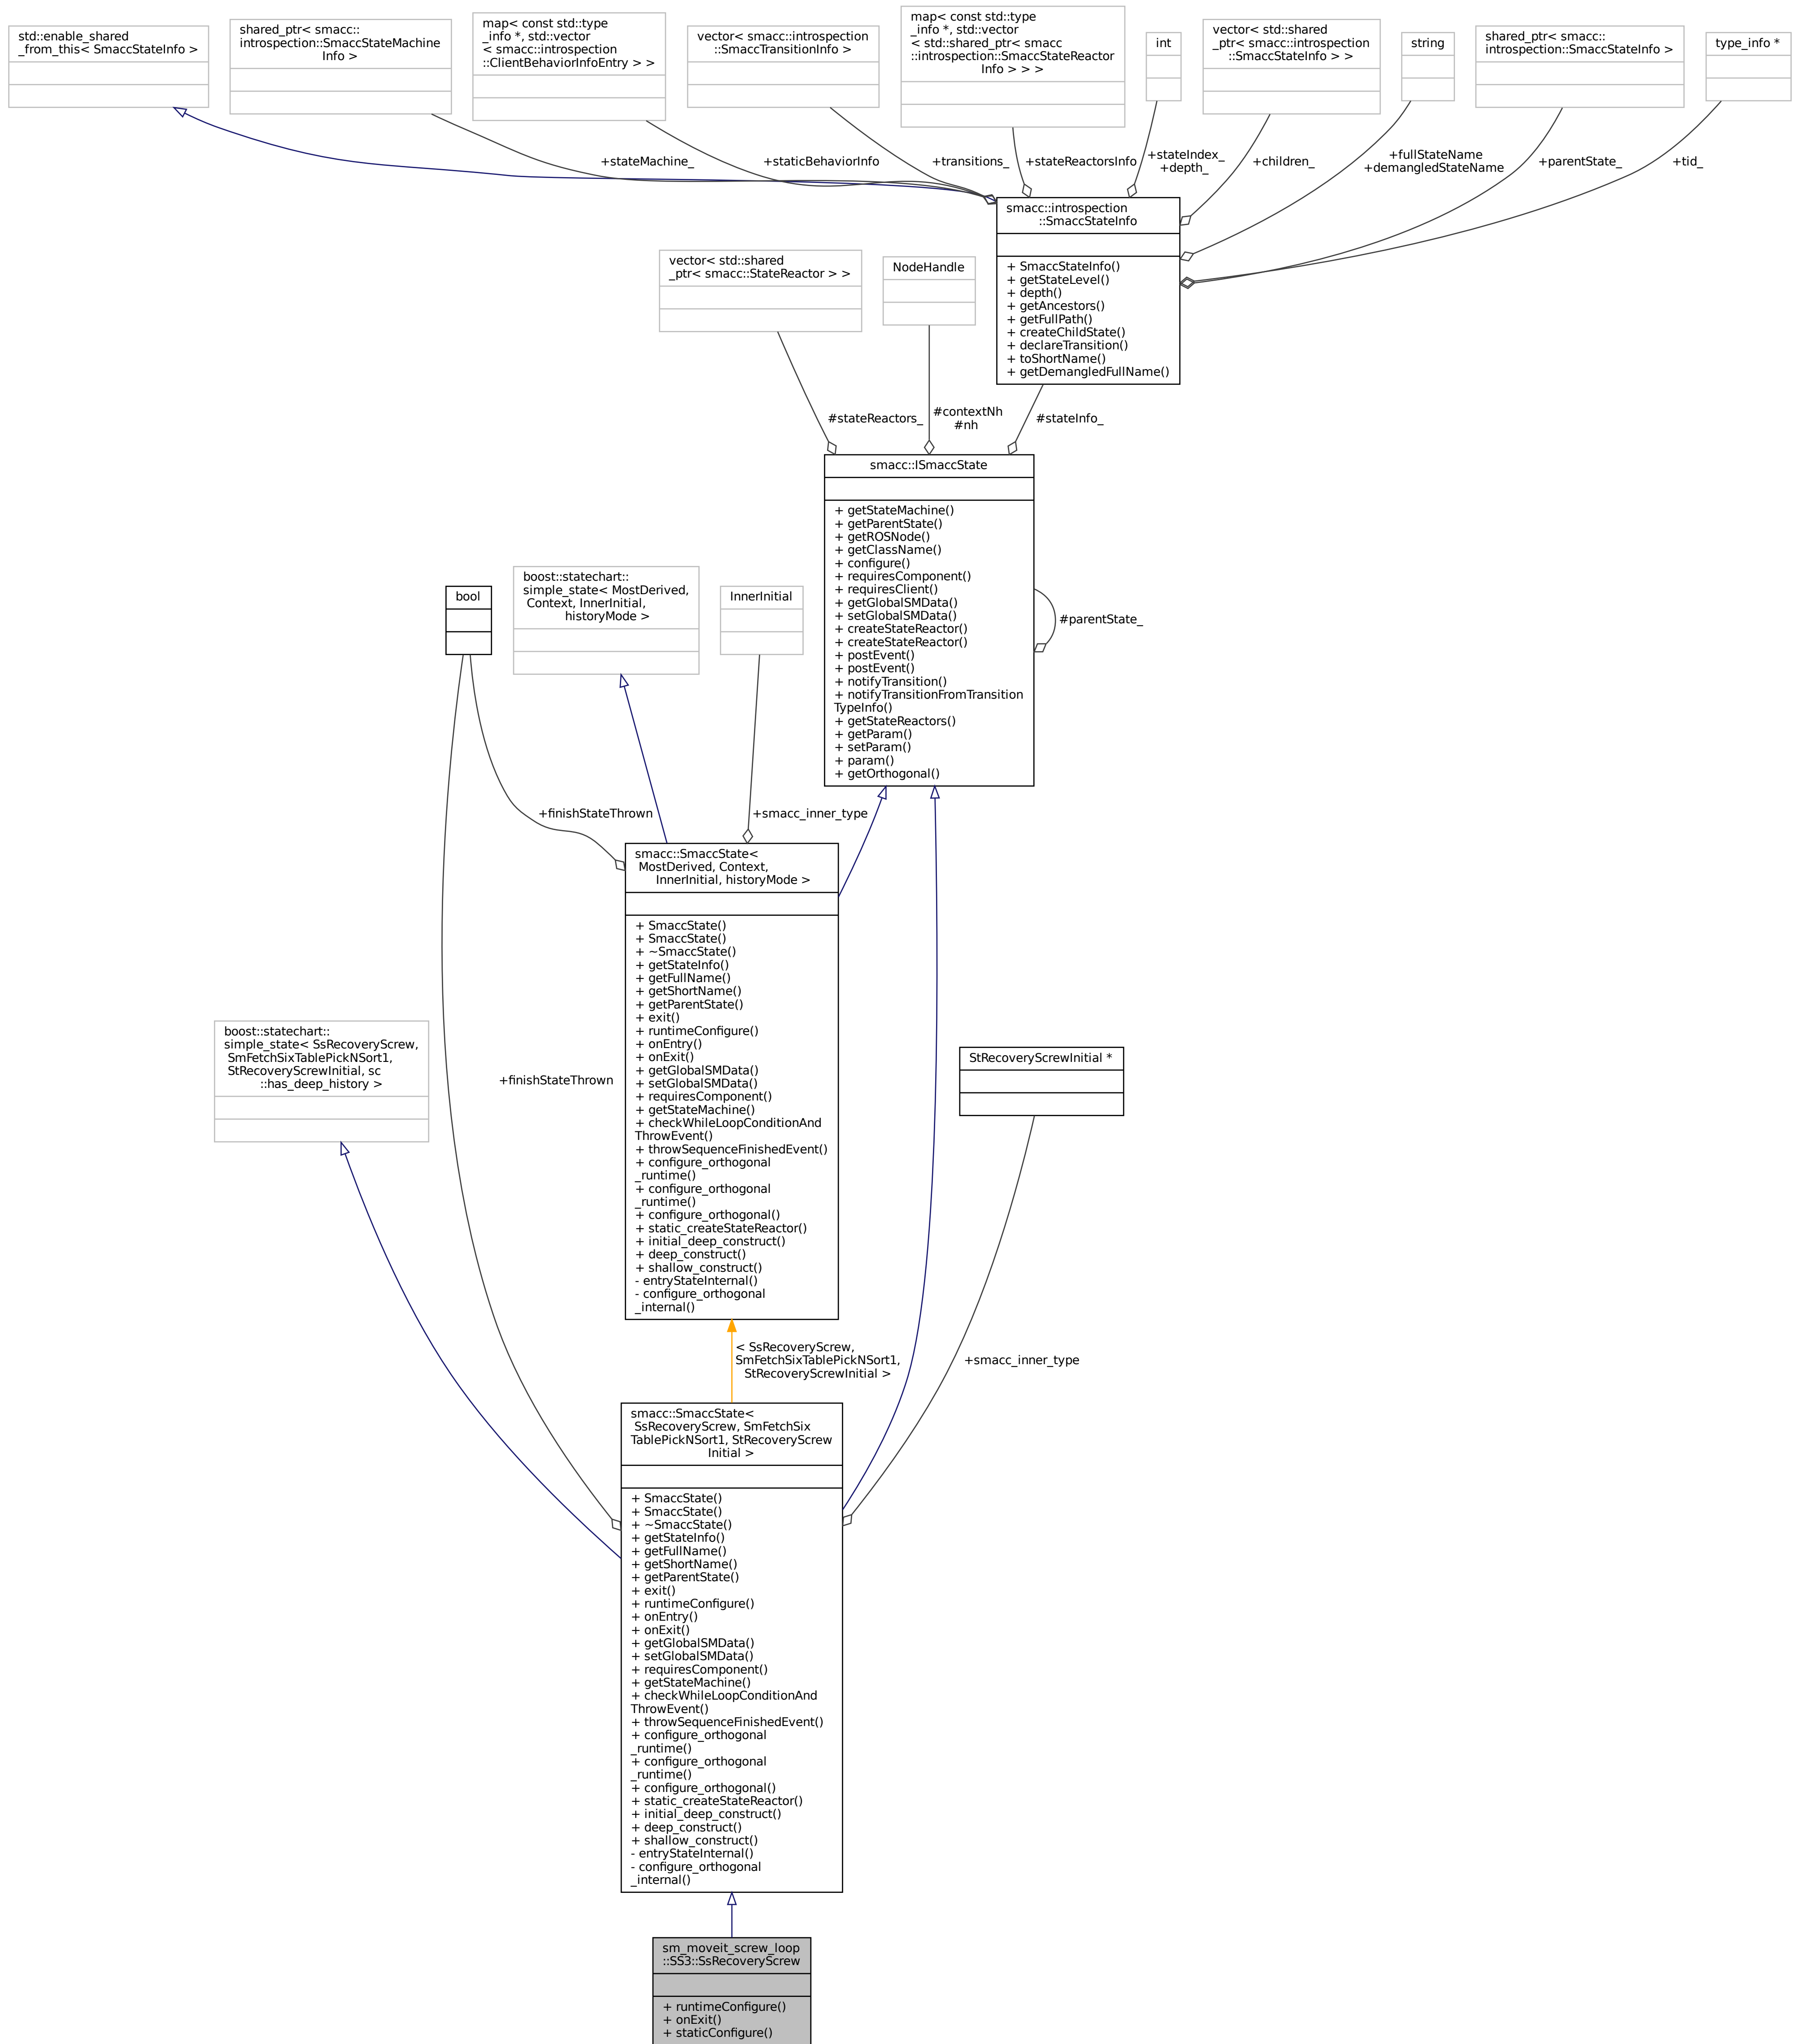 std::enable_shared
_from_this< SmaccStateInfo >
shared_ptr< smacc::
introspection::SmaccStateMachine
Info >
map< const std::type
_info *, std::vector
< smacc::introspection
::ClientBehaviorInfoEntry > >
vector< smacc::introspection
::SmaccTransitionInfo >
map< const std::type
_info *, std::vector
< std::shared_ptr< smacc
::introspection::SmaccStateReactor
Info > > >
int
vector< std::shared
_ptr< smacc::introspection
::SmaccStateInfo > >
string
shared_ptr< smacc::
introspection::SmaccStateInfo >
type_info *
+stateMachine_
+staticBehaviorInfo
+transitions_
+stateReactorsInfo
+stateIndex_
+depth_
+children_
+fullStateName
+demangledStateName
+parentState_
+tid_
smacc::introspection
::SmaccStateInfo
+ SmaccStateInfo()
+ getStateLevel()
+ depth()
+ getAncestors()
+ getFullPath()
+ createChildState()
+ declareTransition()
+ toShortName()
+ getDemangledFullName()
vector< std::shared
_ptr< smacc::StateReactor > >
NodeHandle
#stateReactors_
#contextNh
#nh
#stateInfo_
smacc::ISmaccState
+ getStateMachine()
+ getParentState()
+ getROSNode()
+ getClassName()
+ configure()
+ requiresComponent()
+ requiresClient()
+ getGlobalSMData()
+ setGlobalSMData()
+ createStateReactor()
+ createStateReactor()
+ postEvent()
+ postEvent()
+ notifyTransition()
+ notifyTransitionFromTransition
TypeInfo()
+ getStateReactors()
+ getParam()
+ setParam()
+ param()
+ getOrthogonal()
#parentState_
bool
boost::statechart::
simple_state< MostDerived,
Context, InnerInitial,
historyMode >
InnerInitial
+finishStateThrown
+smacc_inner_type
smacc::SmaccState<
MostDerived, Context,
InnerInitial, historyMode >
+ SmaccState()
+ SmaccState()
+ ~SmaccState()
+ getStateInfo()
+ getFullName()
+ getShortName()
+ getParentState()
+ exit()
+ runtimeConfigure()
+ onEntry()
+ onExit()
+ getGlobalSMData()
+ setGlobalSMData()
+ requiresComponent()
+ getStateMachine()
+ checkWhileLoopConditionAnd
ThrowEvent()
+ throwSequenceFinishedEvent()
+ configure_orthogonal
_runtime()
+ configure_orthogonal
_runtime()
+ configure_orthogonal()
+ static_createStateReactor()
+ initial_deep_construct()
+ deep_construct()
+ shallow_construct()
- entryStateInternal()
- configure_orthogonal
_internal()
boost::statechart::
simple_state< SsRecoveryScrew,
SmFetchSixTablePickNSort1,
StRecoveryScrewInitial, sc
::has_deep_history >
+finishStateThrown
StRecoveryScrewInitial *
< SsRecoveryScrew,
SmFetchSixTablePickNSort1,
StRecoveryScrewInitial >
+smacc_inner_type
smacc::SmaccState<
SsRecoveryScrew, SmFetchSix
TablePickNSort1, StRecoveryScrew
Initial >
+ SmaccState()
+ SmaccState()
+ ~SmaccState()
+ getStateInfo()
+ getFullName()
+ getShortName()
+ getParentState()
+ exit()
+ runtimeConfigure()
+ onEntry()
+ onExit()
+ getGlobalSMData()
+ setGlobalSMData()
+ requiresComponent()
+ getStateMachine()
+ checkWhileLoopConditionAnd
ThrowEvent()
+ throwSequenceFinishedEvent()
+ configure_orthogonal
_runtime()
+ configure_orthogonal
_runtime()
+ configure_orthogonal()
+ static_createStateReactor()
+ initial_deep_construct()
+ deep_construct()
+ shallow_construct()
- entryStateInternal()
- configure_orthogonal
_internal()
sm_moveit_screw_loop
::SS3::SsRecoveryScrew
+ runtimeConfigure()
+ onExit()
+ staticConfigure()